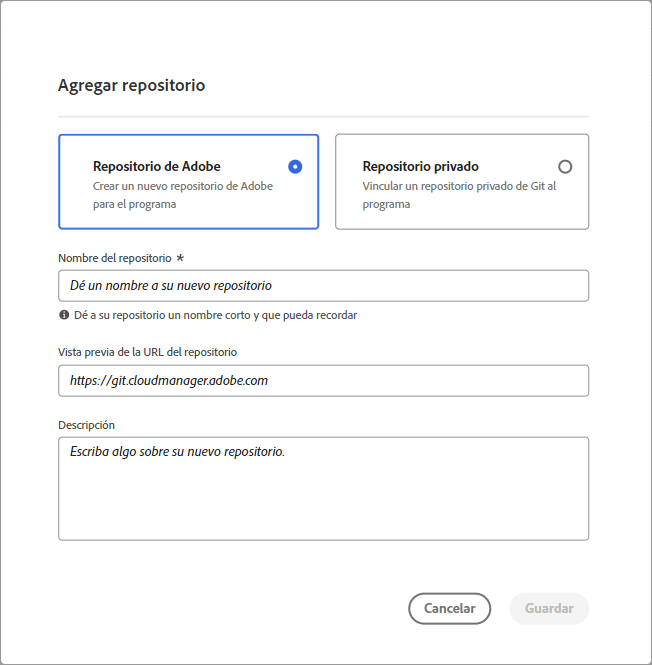 Agregar repositorio
Repositorio de Adobe
Crear un nuevo repositorio de Adobe
para el programa
Repositorio privado
Vincular un repositorio privado de Git al
programa
Nombre del repositorio *
Dé un nombre a su nuevo repositorio
Dé a su repositorio un nombre corto y que pueda recordar
Vista previa de la URL del repositorio
https://git.cloudmanager.adobe.com
Descripción
Escriba algo sobre su nuevo repositorio.
Cancelar
Guardar